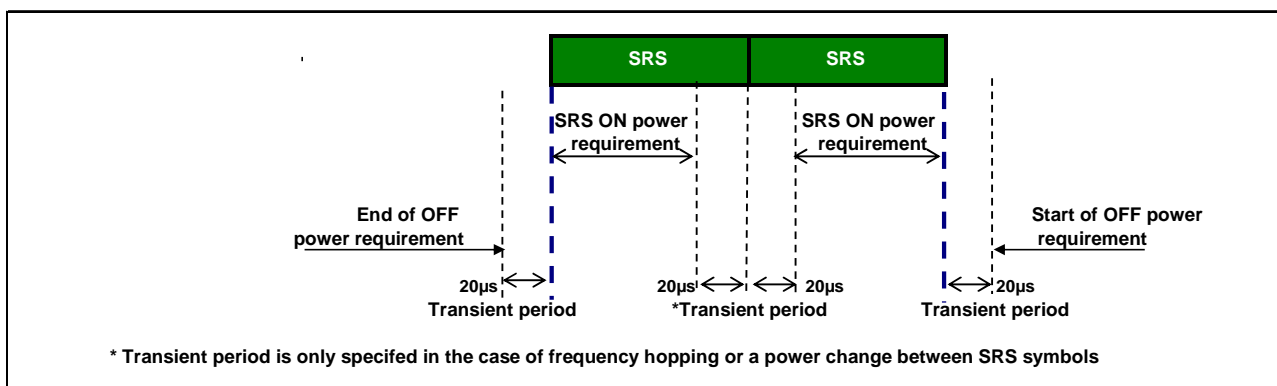 SRS SRS
SRS ON power
requirement
SRS ON power
requirement
End of OFF
power requirement
Start of OFF power
requirement
20µs 20µs 20µs 20µs
Transient period *Transient period Transient period
* Transient period is only specifed in the case of frequency hopping or a power change between SRS symbols